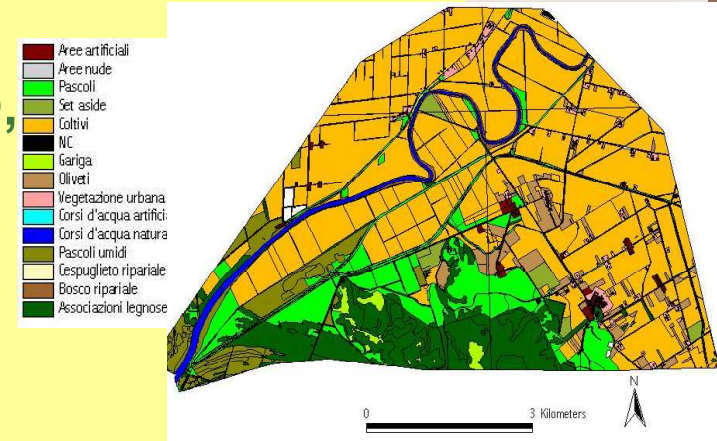 Aree artificiali
Aree nude
Pascoli
Set aside
Coltivi
NC
Gariga
Oliveti
Vegetazione urbana
Corsi d'acqua artifici
Corsi d'acqua natura
Pascoli umidi
Cespuglieto ripariale
Bosco ripariale
Associazioni legnose
N
0 3 Kilometers